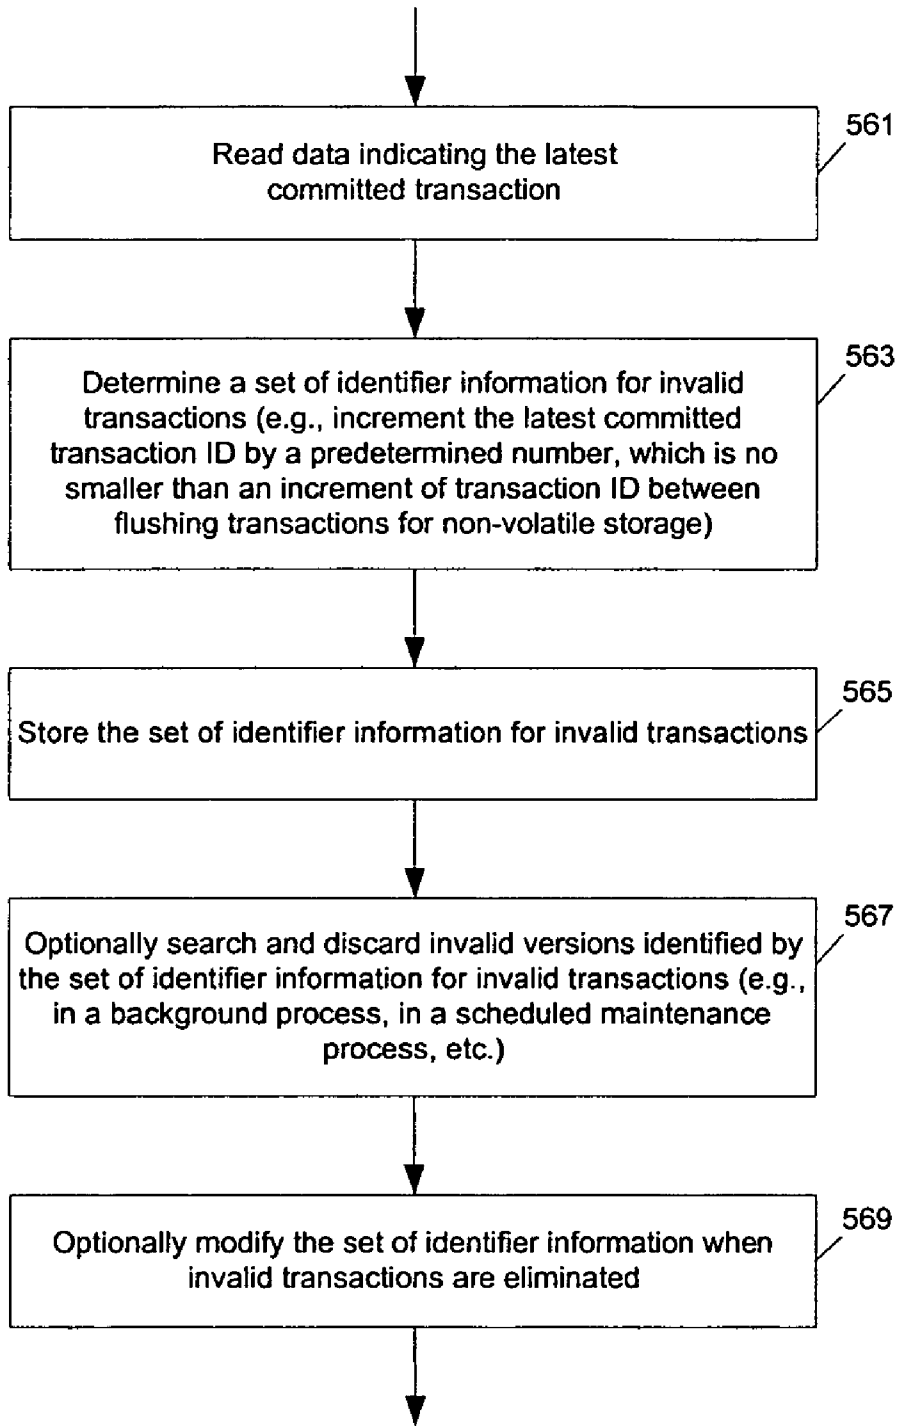 561
Read data indicating the latest
committed transaction
563
Determine a set of identifier information for invalid
transactions (e.g., increment the latest committed
transaction ID by a predetermined number, which is no
smaller than an increment of transaction ID between
flushing transactions for non-volatile storage)
565
Store the set of identifier information for invalid transactions
567
Optionally search and discard invalid versions identified by
the set of identifier information for invalid transactions (e.g.,
in a background process, in a scheduled maintenance
process, etc.)
569
Optionally modify the set of identifier information when
invalid transactions are eliminated